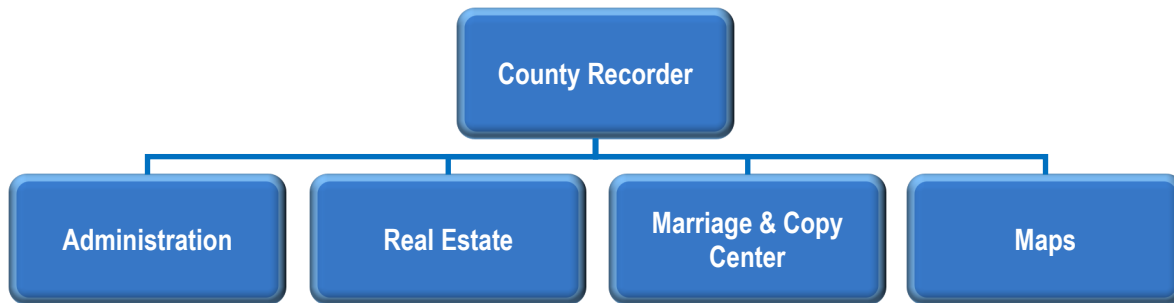 County Recorder
Administration
Real Estate
Marriage & Copy
Center
Maps